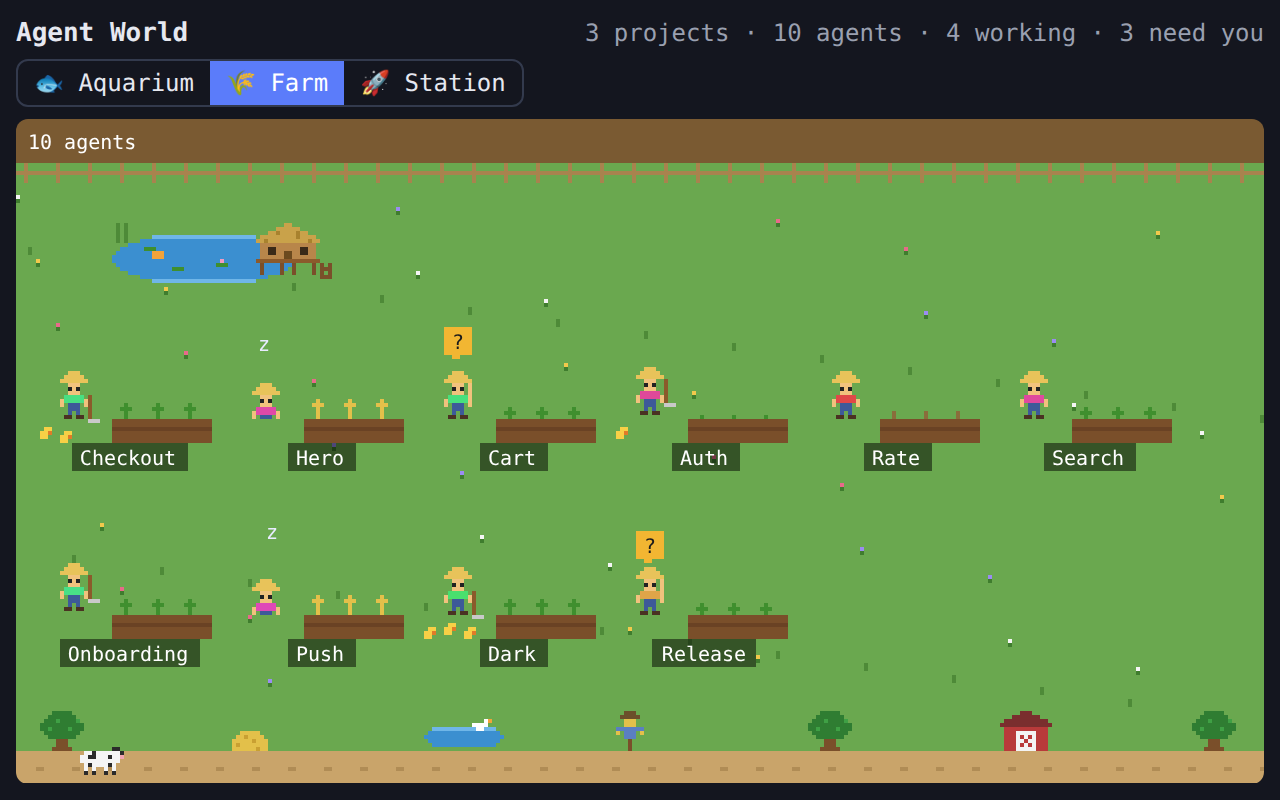 Agent World
3 projects · 10 agents · 4 working · 3 need you
🐟 Aquarium
🌾 Farm
🚀 Station
10 agents
z
?
Checkout
Hero
Cart
Auth
Rate
Search
z
?
Onboarding
Push
Dark
Release